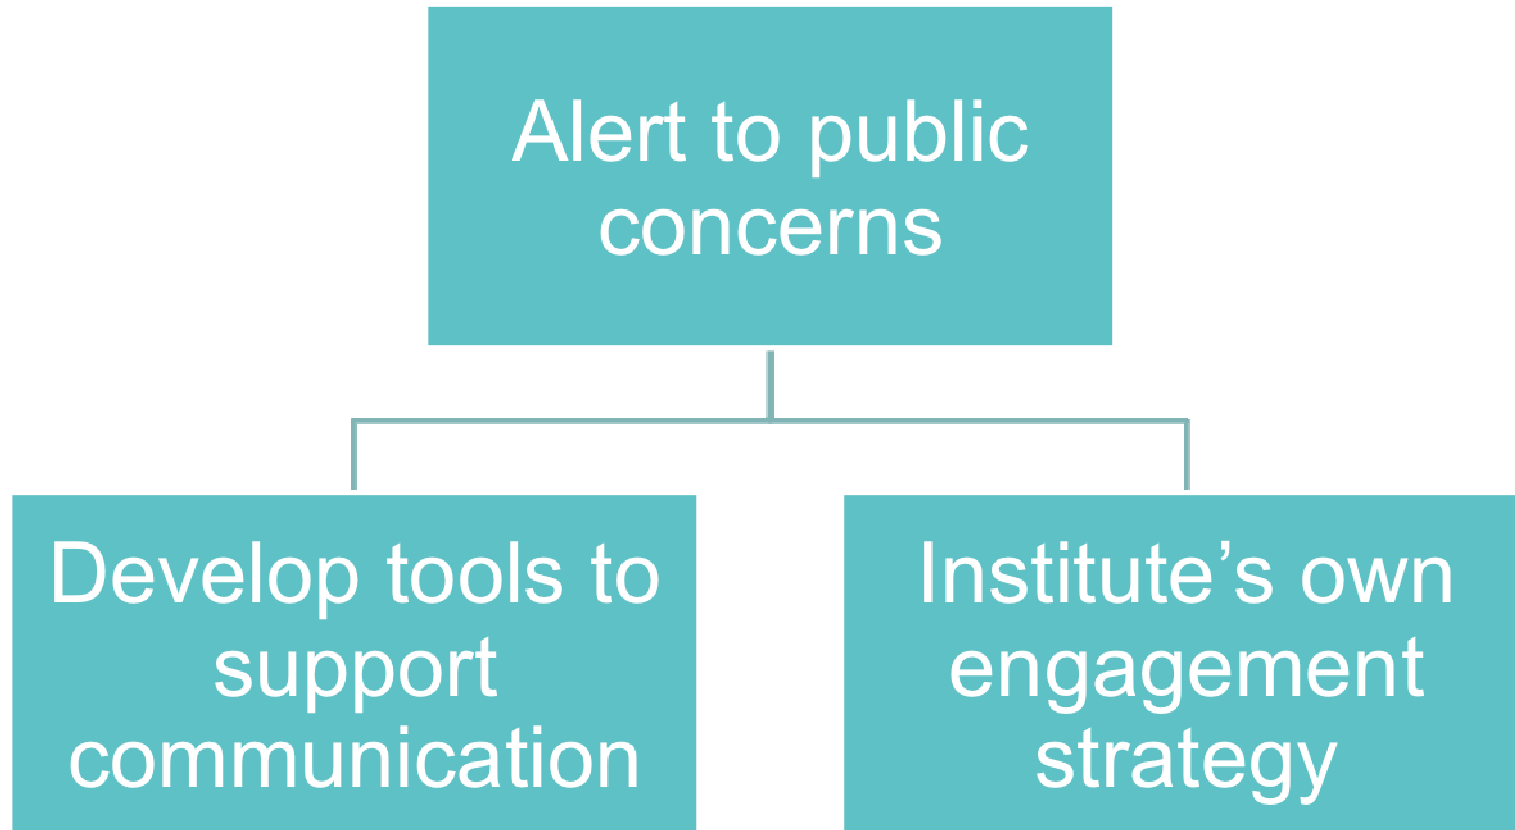 Alert to public
concerns
Develop tools to
support
communication
Institute’s own
engagement
strategy